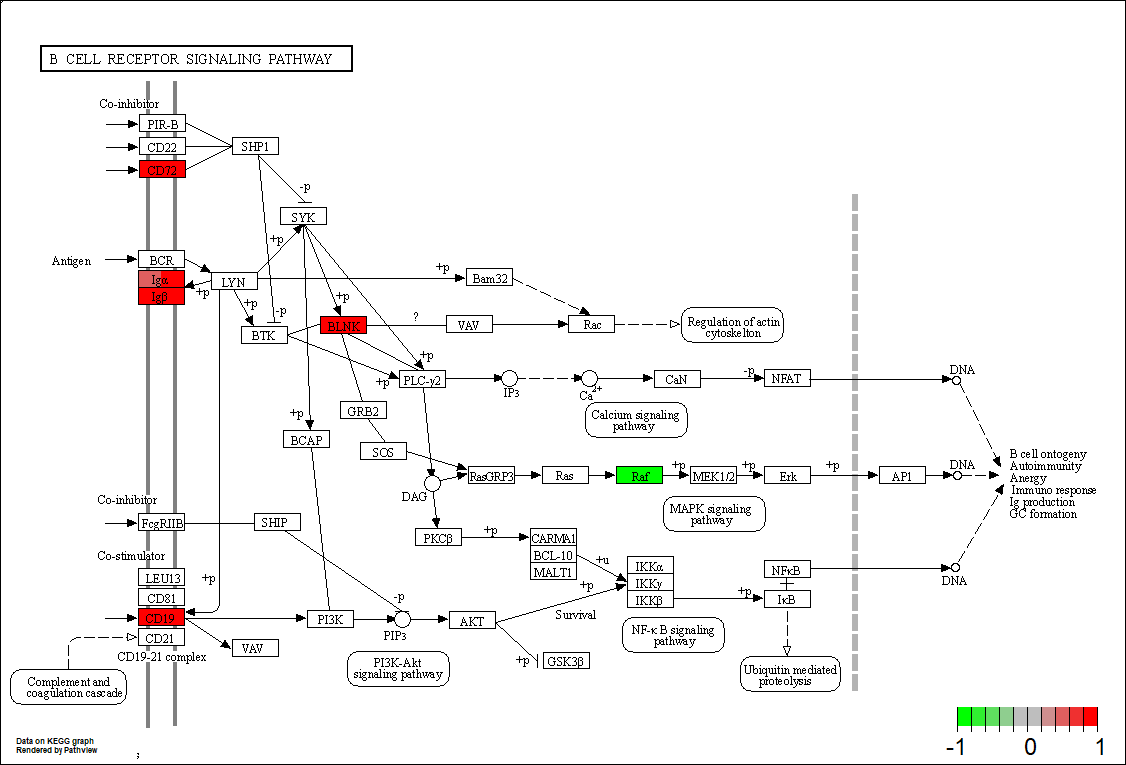 B CELL RECEPTOR SIGNALING PATHWAY
Co-inhibitor
PIR-B
CD22
SHP1
CD72
-p
SYK
+p
Antigen
BCR
Igα
LYN
+p
Bam32
Igβ
+p
+p
+p
-p
BTK
BLNK
?
VAV
Rac
Regulation of actin
cytoskelton
+p
+p
PLC-γ2
IP3
Ca2+
CaN
-p
NFAT
DNA
GRB2
Calcium signaling
pathway
+p
BCAP
SOS
RasGRP3
Ras
Raf
+p
MEK1/2
+p
Erk
+p
AP1
DNA
B cell ontogeny
Autoimmunity
Anergy
Immuno response
Ig production
GC formation
DAG
MAPK signaling
pathway
Co-inhibitor
FcgRIIB
SHIP
PKCβ
+p
CARMA1
BCL-10
MALT1
+u
Co-stimulator
LEU13
+p
CD81
IKKα
IKKγ
IKKβ
+p
+p
NFκB
IκB
DNA
CD19
-p
PI3K
PIP3
AKT
Survival
CD21
CD19-21 complex
VAV
+p
GSK3β
NF-κ B signaling
pathway
PI3K-Akt
signaling pathway
Ubiquitin mediated
proteolysis
Complement and
coagulation cascade
-1 0 1
Data on KEGG graph
Rendered by Pathview
;